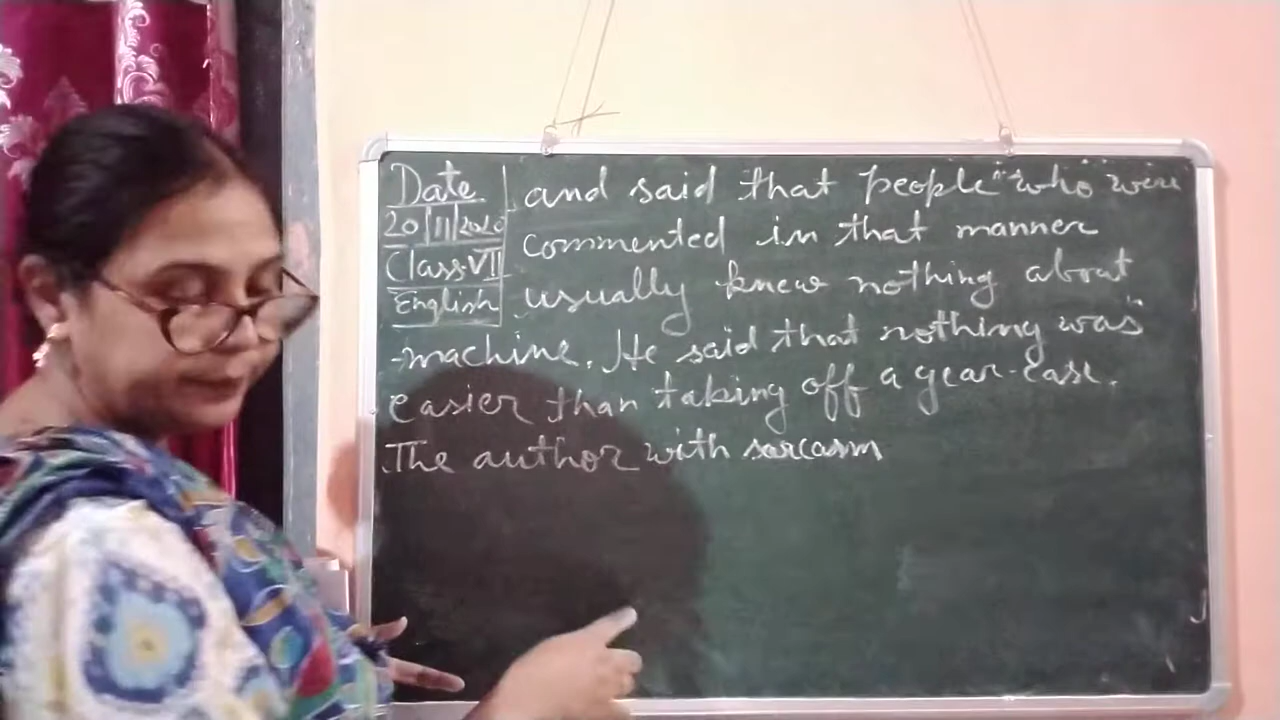 Date
20/11/2020
Class VII
English
and said that people who were
commented in that manner
usually knew nothing about
machine. He said that nothing was
easier than taking off a gear-case.
The author with sarcasm